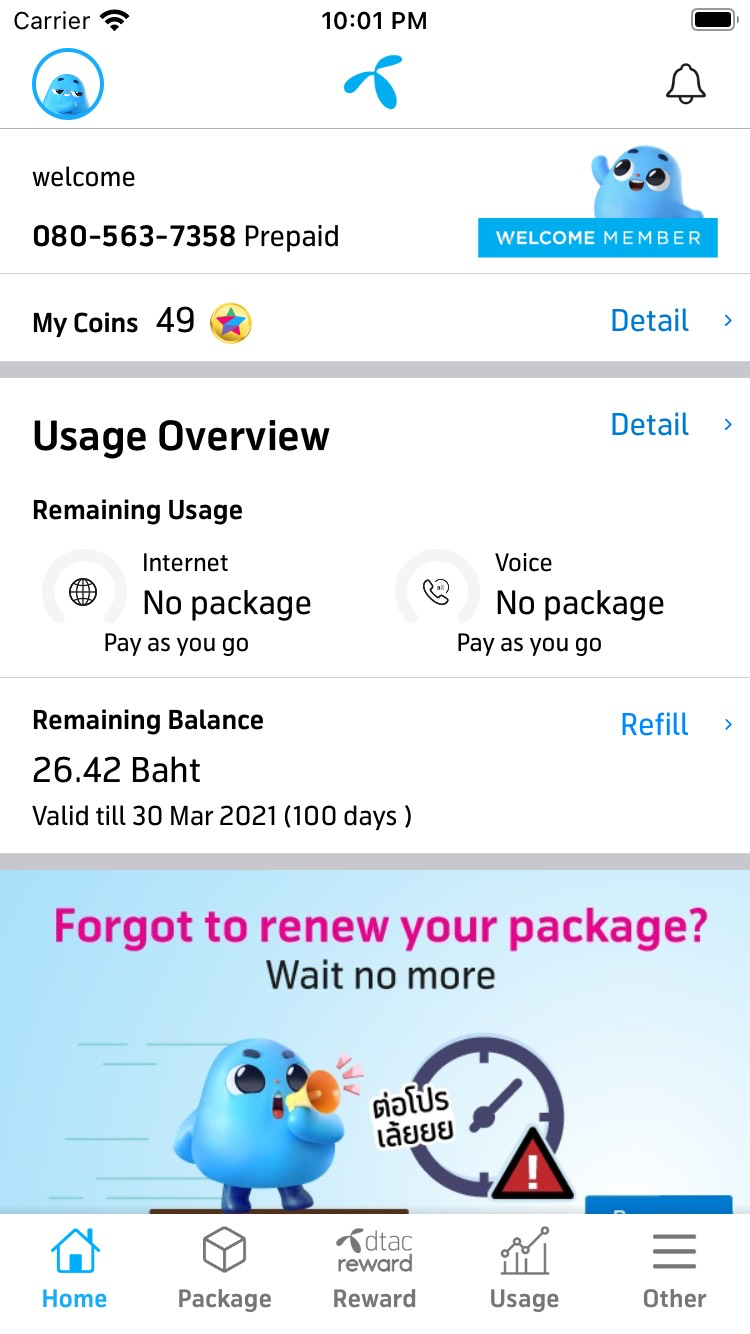 Carrier 10:01 PM
welcome
080-563-7358 Prepaid
WELCOME MEMBER
My Coins 49 Detail
Usage Overview Detail
Remaining Usage
Internet
No package
Pay as you go
Voice
No package
Pay as you go
Remaining Balance Refill
26.42 Baht
Valid till 30 Mar 2021 (100 days )
Forgot to renew your package?
Wait no more
ต่อโปร
เล้ยยย
dtac
reward
Home Package Reward Usage Other